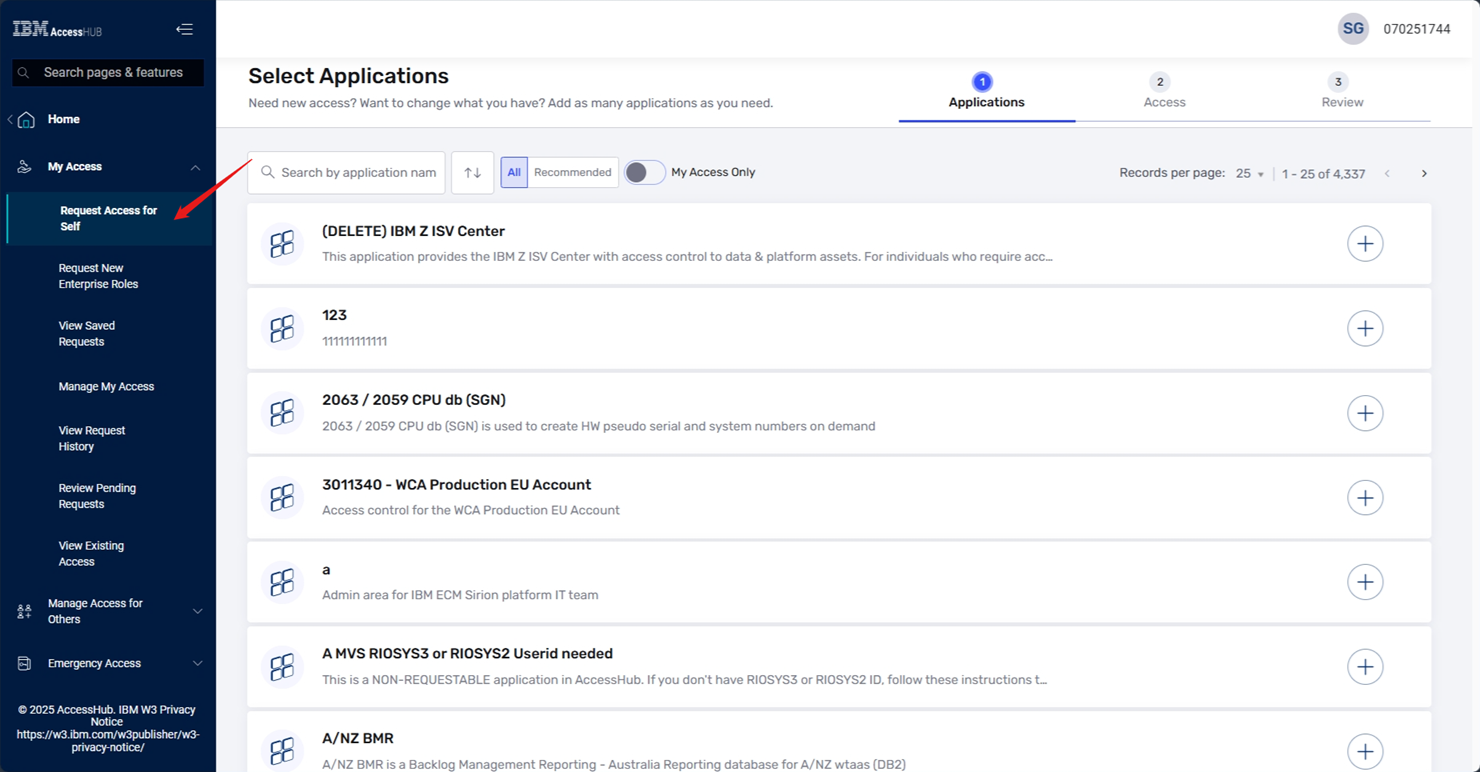 IBM AccessHUB
Search pages & features
Home
My Access
Request Access for
Self
Request New
Enterprise Roles
View Saved
Requests
Manage My Access
View Request
History
Review Pending
Requests
View Existing
Access
Manage Access for
Others
Emergency Access
© 2025 AccessHub. IBM W3 Privacy
Notice
https://w3.ibm.com/w3publisher/w3-
privacy-notice/
SG 070251744
Select Applications
Need new access? Want to change what you have? Add as many applications as you need.
1
Applications
2
Access
3
Review
Search by application nam
All Recommended
My Access Only
Records per page: 25
1 - 25 of 4,337
(DELETE) IBM Z ISV Center
This application provides the IBM Z ISV Center with access control to data & platform assets. For individuals who require acc...
123
111111111111
2063 / 2059 CPU db (SGN)
2063 / 2059 CPU db (SGN) is used to create HW pseudo serial and system numbers on demand
3011340 - WCA Production EU Account
Access control for the WCA Production EU Account
a
Admin area for IBM ECM Sirion platform IT team
A MVS RIOSYS3 or RIOSYS2 Userid needed
This is a NON-REQUESTABLE application in AccessHub. If you don't have RIOSYS3 or RIOSYS2 ID, follow these instructions t...
A/NZ BMR
A/NZ BMR is a Backlog Management Reporting - Australia Reporting database for A/NZ wtaas (DB2)